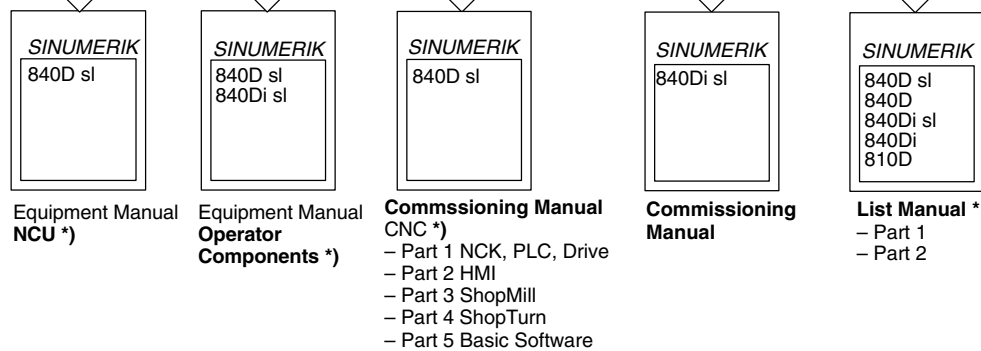 SINUMERIK
840D sl
Equipment Manual
NCU *)
SINUMERIK
840D sl
840Di sl
Equipment Manual
Operator
Components *)
SINUMERIK
840D sl
Commssioning Manual
CNC *)
– Part 1 NCK, PLC, Drive
– Part 2 HMI
– Part 3 ShopMill
– Part 4 ShopTurn
– Part 5 Basic Software
SINUMERIK
840Di sl
Commissioning
Manual
SINUMERIK
840D sl
840D
840Di sl
840Di
810D
List Manual *
– Part 1
– Part 2